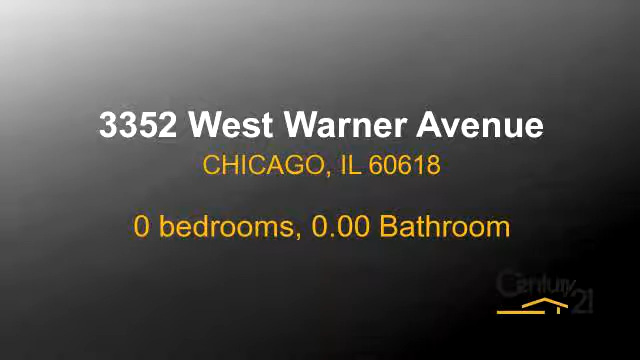 3352 West Warner Avenue
CHICAGO, IL 60618
0 bedrooms, 0.00 Bathroom
Century
21